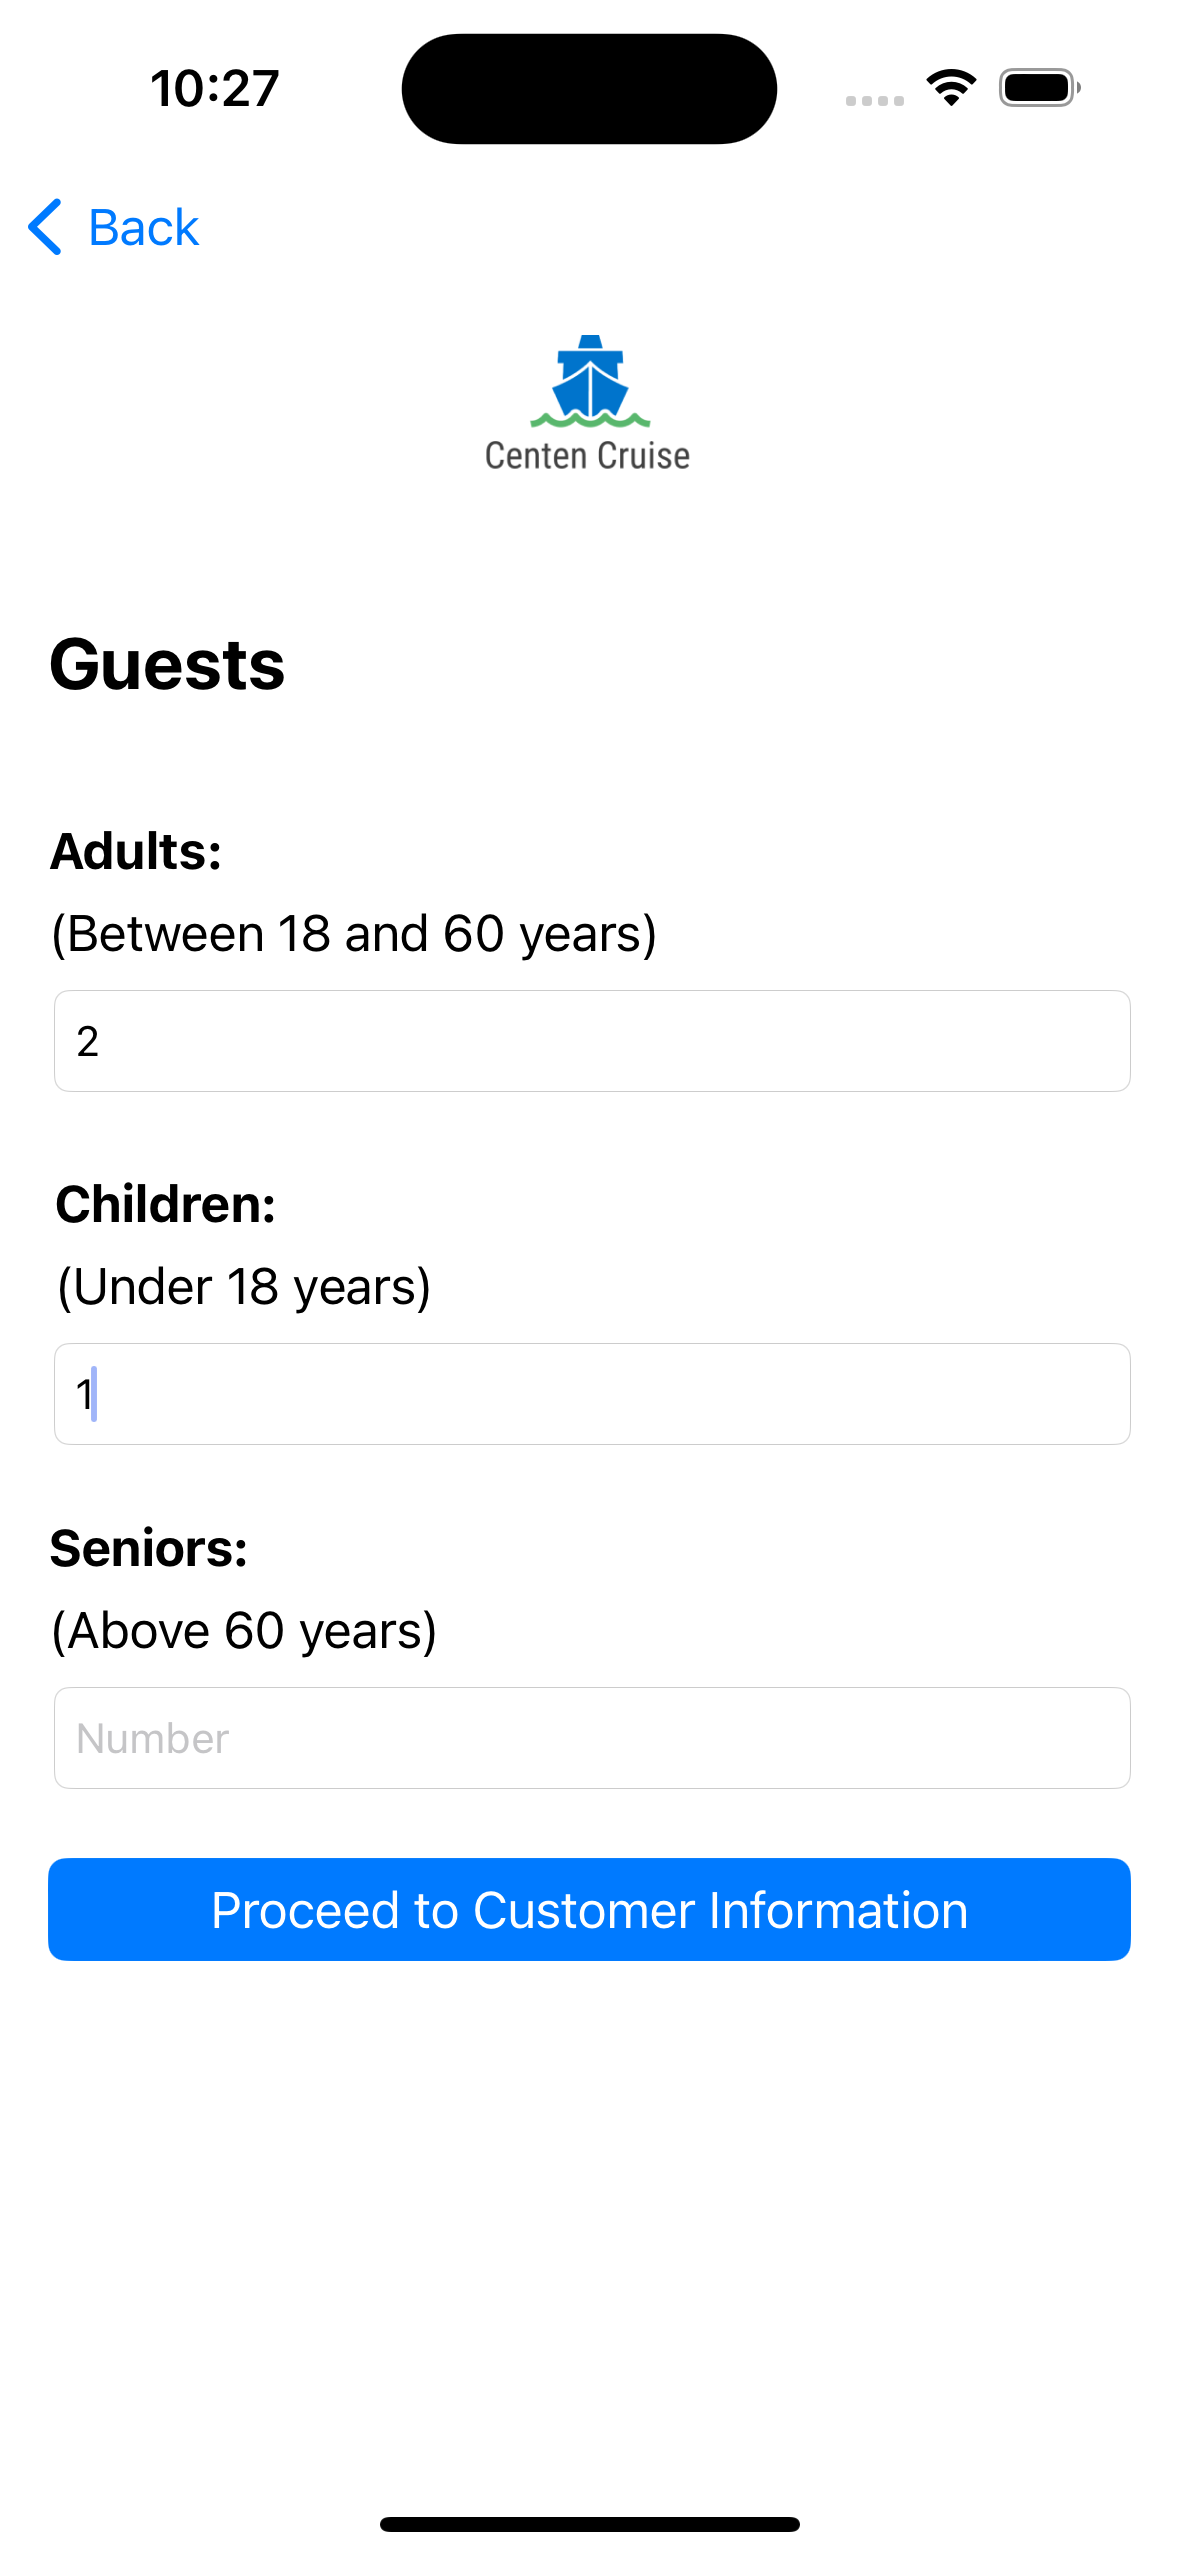 10:27
Back
Centen Cruise
Guests
Adults:
(Between 18 and 60 years)
2
Children:
(Under 18 years)
1
Seniors:
(Above 60 years)
Number
Proceed to Customer Information